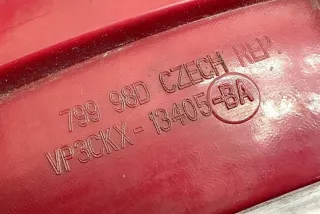 799 98D CZECH REP.
VP3CKX-13405-BA